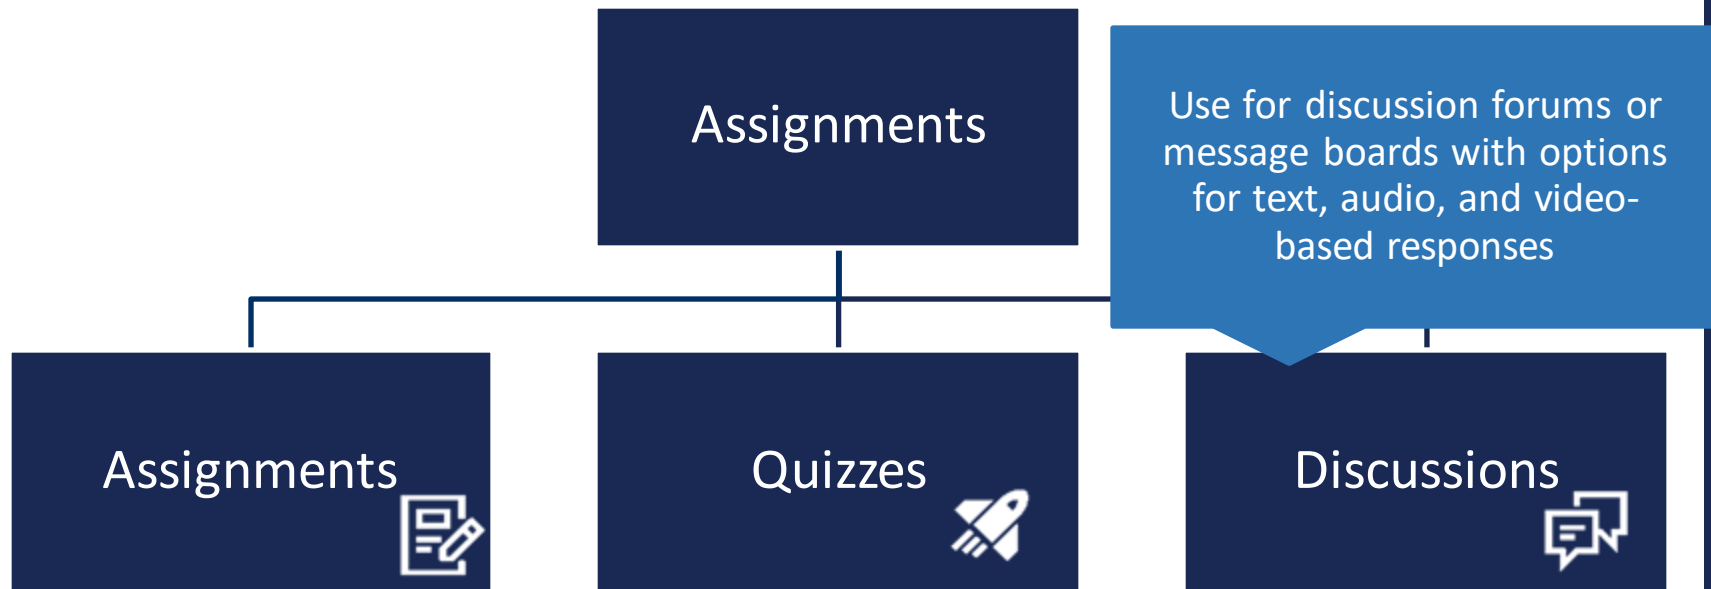 Assignments
Use for discussion forums or
message boards with options
for text, audio, and video-
based responses
Assignments
Quizzes
Discussions